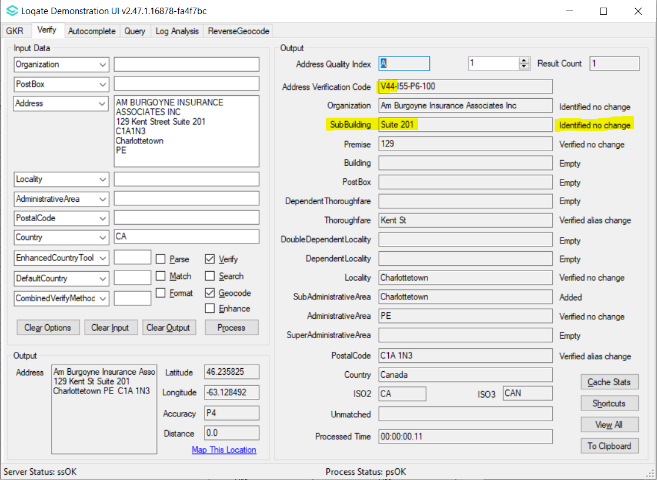 Loqate Demonstration UI v2.47.1.16878-fa4f7bc
GKR Verify Autocomplete Query Log Analysis ReverseGeocode
Input Data
Organization
PostBox
Address
AM BURGOYNE INSURANCE
ASSOCIATES INC
129 Kent Street Suite 201
C1A1N3
Charlottetown
PE
Locality
AdministrativeArea
PostalCode
Country CA
EnhancedCountryTool Parse Verify
DefaultCountry Match Search
CombinedVerifyMethod Format Geocode
Enhance
Clear Options Clear Input Clear Output Process
Output
Address
Am Burgoyne Insurance Asso
129 Kent St Suite 201
Charlottetown PE C1A 1N3
Latitude 46.235825
Longitude -63.128492
Accuracy P4
Distance 0.0
Map This Location
Output
Address Quality Index A 1 Result Count 1
Address Verification Code V44-I55-P6-100
Organization Am Burgoyne Insurance Associates Inc Identified no change
SubBuilding Suite 201 Identified no change
Premise 129 Verified no change
Building Empty
PostBox Empty
DependentThoroughfare Empty
Thoroughfare Kent St Verified alias change
DoubleDependentLocality Empty
DependentLocality Empty
Locality Charlottetown Verified no change
SubAdministrativeArea Charlottetown Added
AdministrativeArea PE Verified no change
SuperAdministrativeArea Empty
PostalCode C1A 1N3 Verified alias change
Country Canada
ISO2 CA ISO3 CAN
Unmatched
Processed Time 00:00:00.11
Cache Stats
Shortcuts
View All
To Clipboard
Server Status: ssOK Process Status: psOK